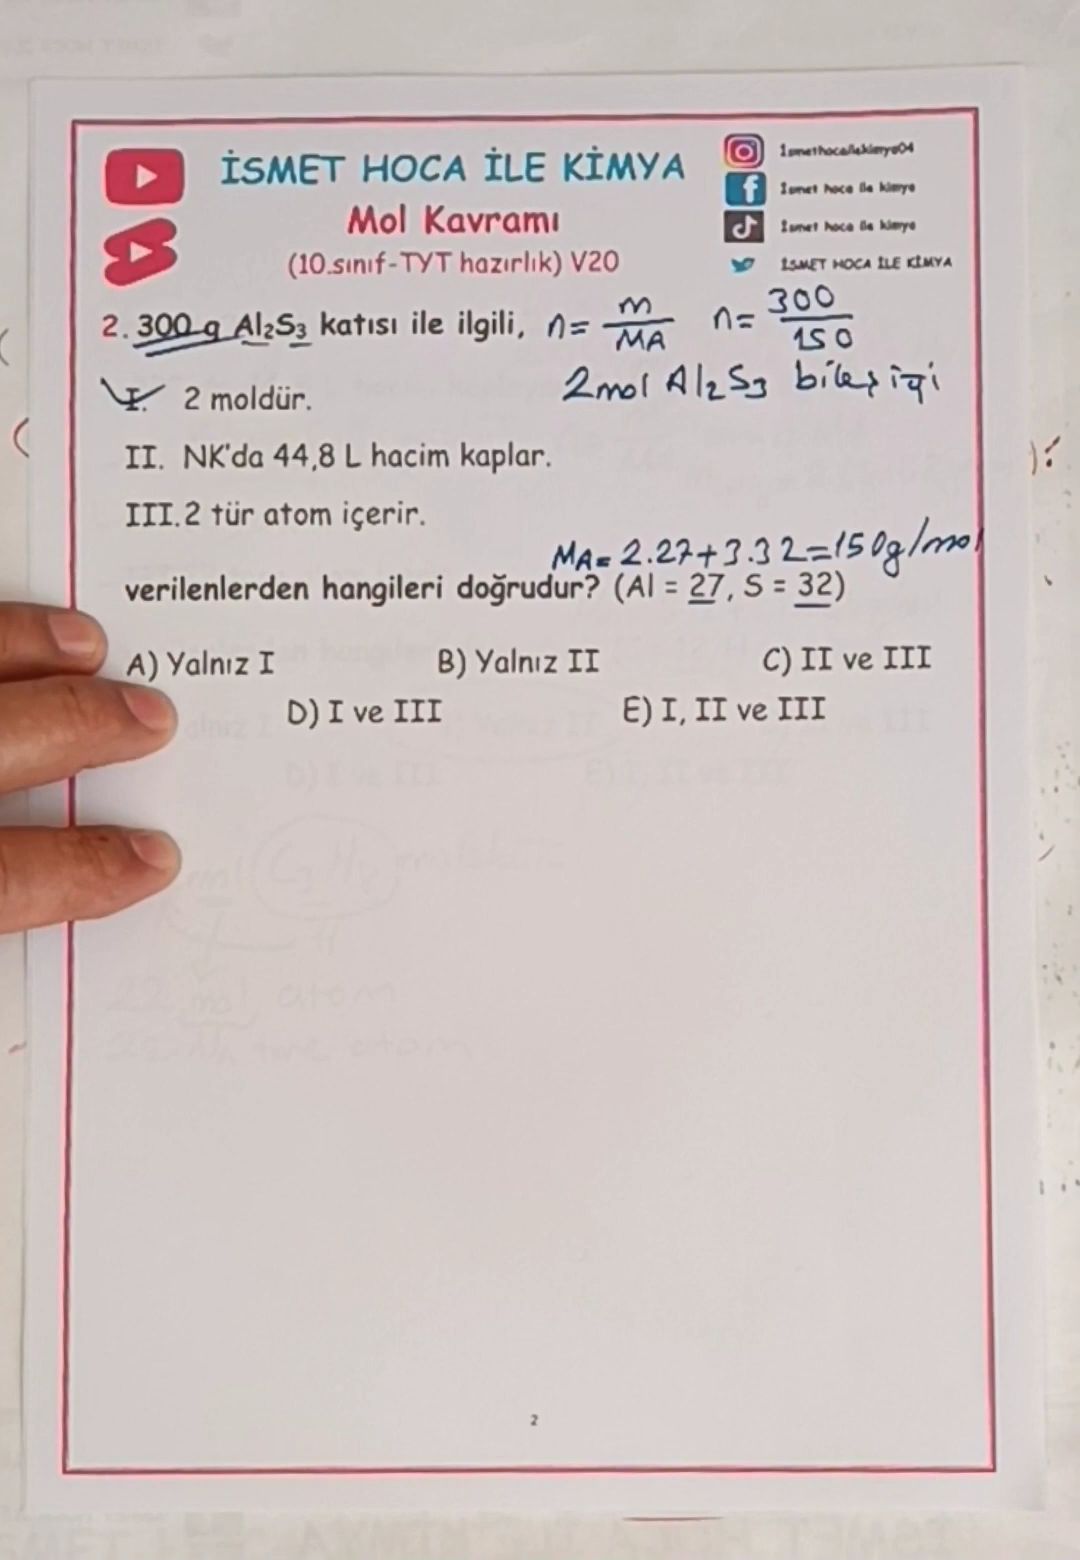 İSMET HOCA İLE KİMYA
Mol Kavramı
(10.sınıf-TYT hazırlık) V20
İsmet hoca ile kimya
İsmet hoca ile kimya
İSMET HOCA İLE KİMYA
2. 300 g Al₂S₃ katısı ile ilgili, n = m/MA n = 300/150
I. 2 moldür. 2mol Al₂S₃ bileşiği
II. NK'da 44,8 L hacim kaplar.
III. 2 tür atom içerir.
MA = 2.27+3.32=150g/mol
verilenlerden hangileri doğrudur? (Al = 27, S = 32)
A) Yalnız I B) Yalnız II C) II ve III
D) I ve III E) I, II ve III
2